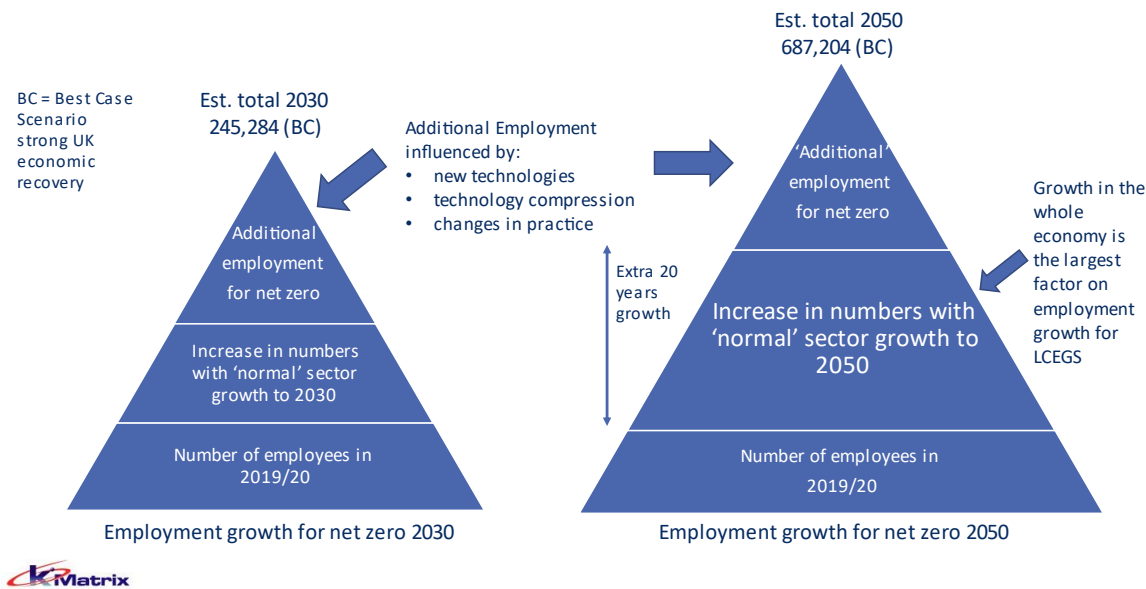 BC = Best Case
Scenario
strong UK
economic
recovery
Est. total 2030
245,284 (BC)
Additional
employment
for net zero
Increase in numbers
with ‘normal’ sector
growth to 2030
Number of employees in
2019/20
Employment growth for net zero 2030
Additional Employment
influenced by:
• new technologies
• technology compression
• changes in practice
Extra 20
years
growth
Est. total 2050
687,204 (BC)
‘Additional’
employment
for net zero
Increase in numbers with
‘normal’ sector growth to
2050
Number of employees in
2019/20
Employment growth for net zero 2050
Growth in the
whole
economy is
the largest
factor on
employment
growth for
LCEGS
kMatrix